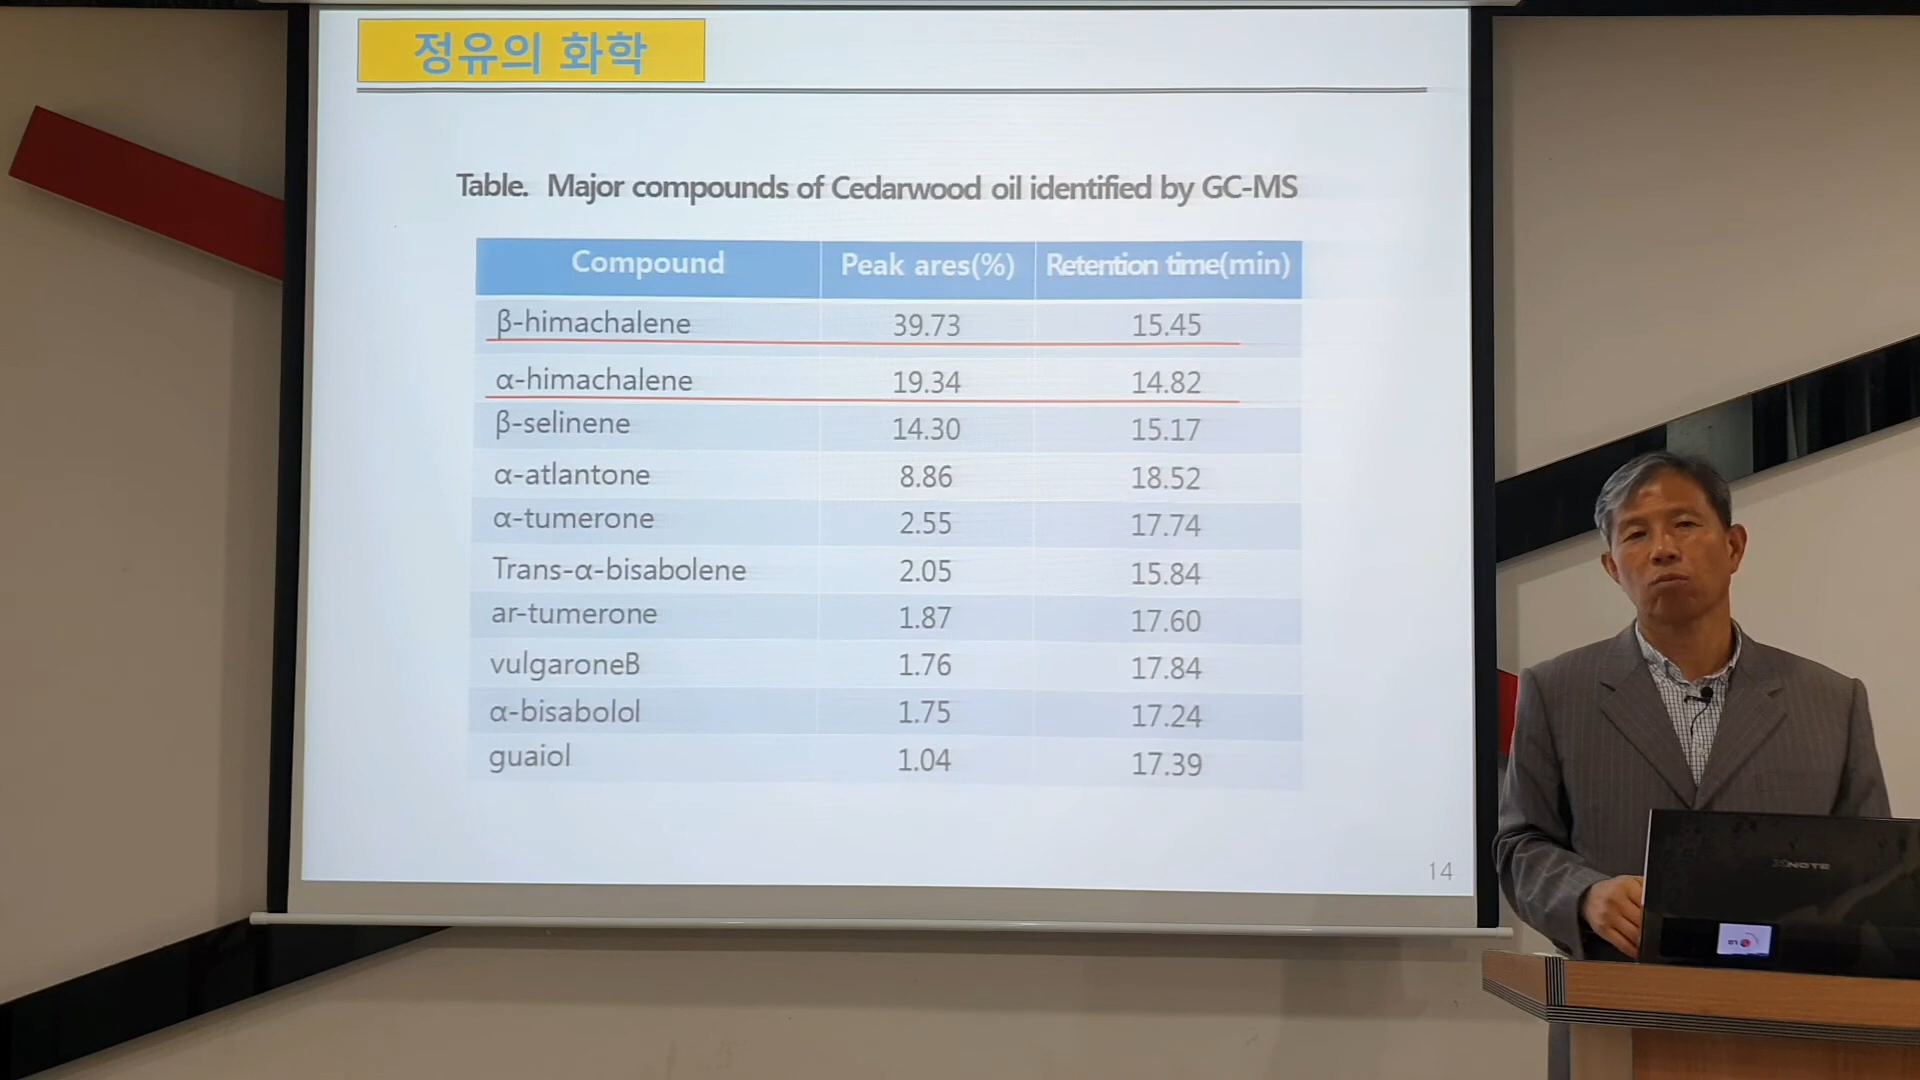 정유의 화학
Table. Major compounds of Cedarwood oil identified by GC-MS
Compound Peak ares(%) Retention time(min)
β-himachalene 39.73 15.45
α-himachalene 19.34 14.82
β-selinene 14.30 15.17
α-atlantone 8.86 18.52
α-tumerone 2.55 17.74
Trans-α-bisabolene 2.05 15.84
ar-tumerone 1.87 17.60
vulgaroneB 1.76 17.84
α-bisabolol 1.75 17.24
guaiol 1.04 17.39
14
XNOTE
LG